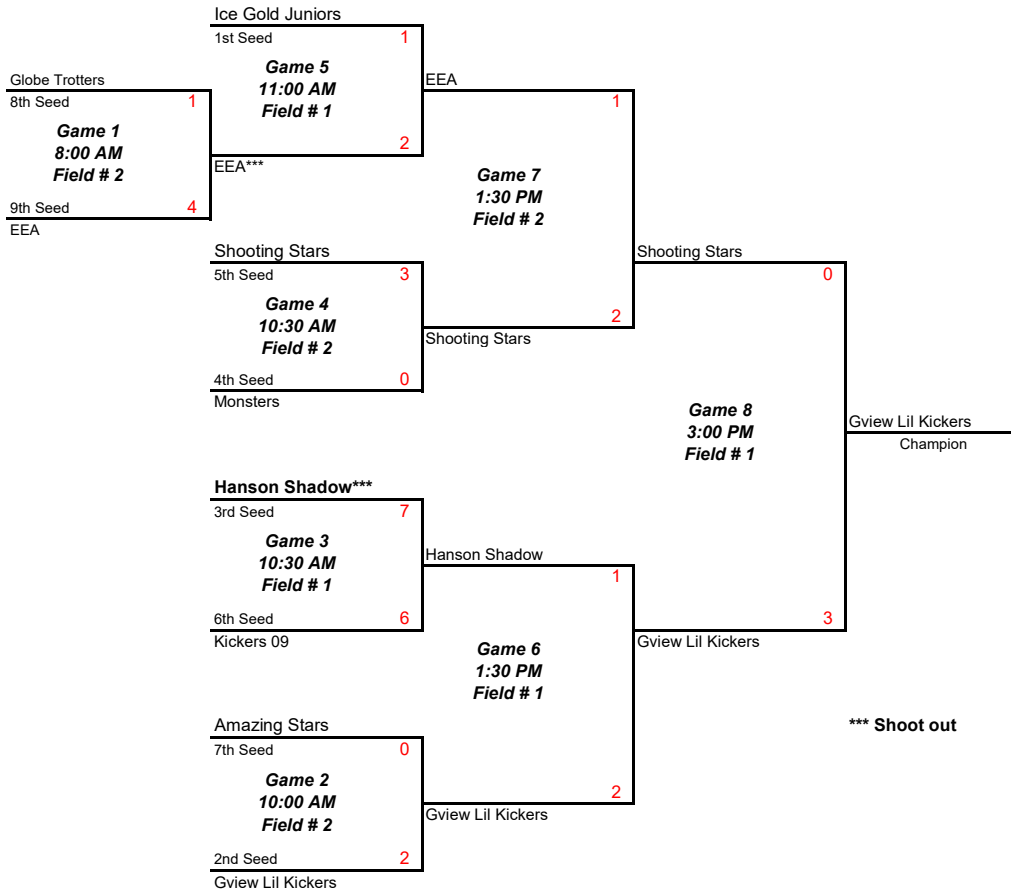 Ice Gold Juniors
1st Seed 1
Game 5
11:00 AM
Field # 1
2
EEA***
Globe Trotters
8th Seed 1
Game 1
8:00 AM
Field # 2
9th Seed 4
EEA
EEA
1
Game 7
1:30 PM
Field # 2
2
Shooting Stars
Shooting Stars
5th Seed 3
Game 4
10:30 AM
Field # 2
4th Seed 0
Monsters
Shooting Stars
0
Game 8
3:00 PM
Field # 1
3
Gview Lil Kickers
Gview Lil Kickers
Champion
Hanson Shadow***
3rd Seed 7
Game 3
10:30 AM
Field # 1
6th Seed 6
Kickers 09
Hanson Shadow
1
Game 6
1:30 PM
Field # 1
2
Gview Lil Kickers
Amazing Stars
7th Seed 0
Game 2
10:00 AM
Field # 2
2nd Seed 2
Gview Lil Kickers
*** Shoot out